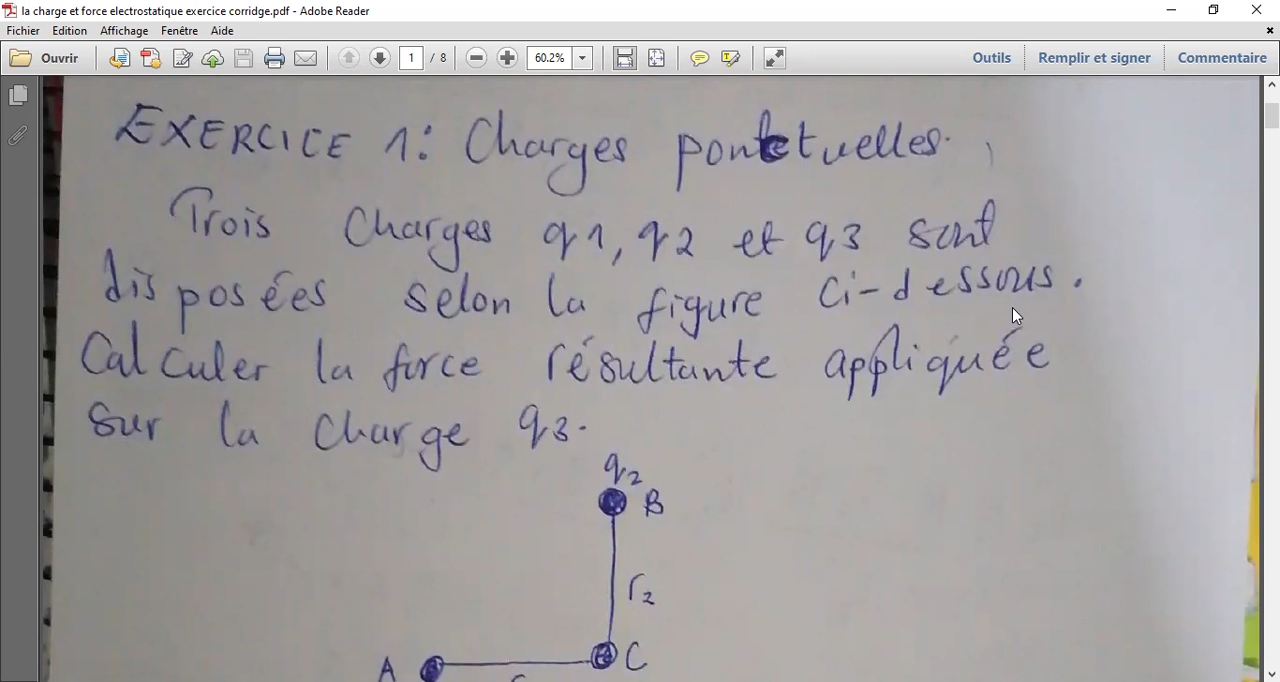 la charge et force electrostatique exercice corridge.pdf - Adobe Reader
Fichier Edition Affichage Fenêtre Aide
Ouvrir 1 / 8 60.2% Outils Remplir et signer Commentaire
EXERCICE 1: Charges ponctuelles.
Trois charges q1, q2 et q3 sont
disposées selon la figure ci-dessous.
Calculer la force résultante appliquée
sur la charge q3.
q2
B
r2
A C